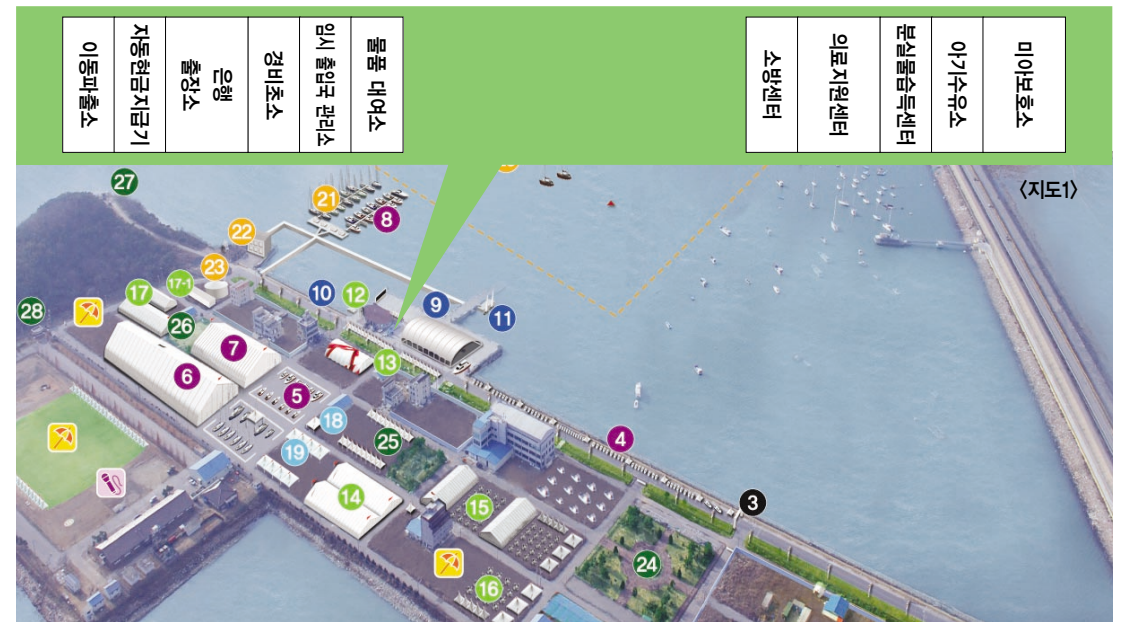 이동파출소
자동현금지급기
은행
출장소
경비초소
임시 출입국 관리소
물품 대여소
소방센터
의료지원센터
분실물습득센터
아기수유소
미아보호소
<지도1>
27
21
8
22
23
17-1
17
10
12
9
11
28
26
7
6
13
5
18
4
25
19
14
15
3
24
16